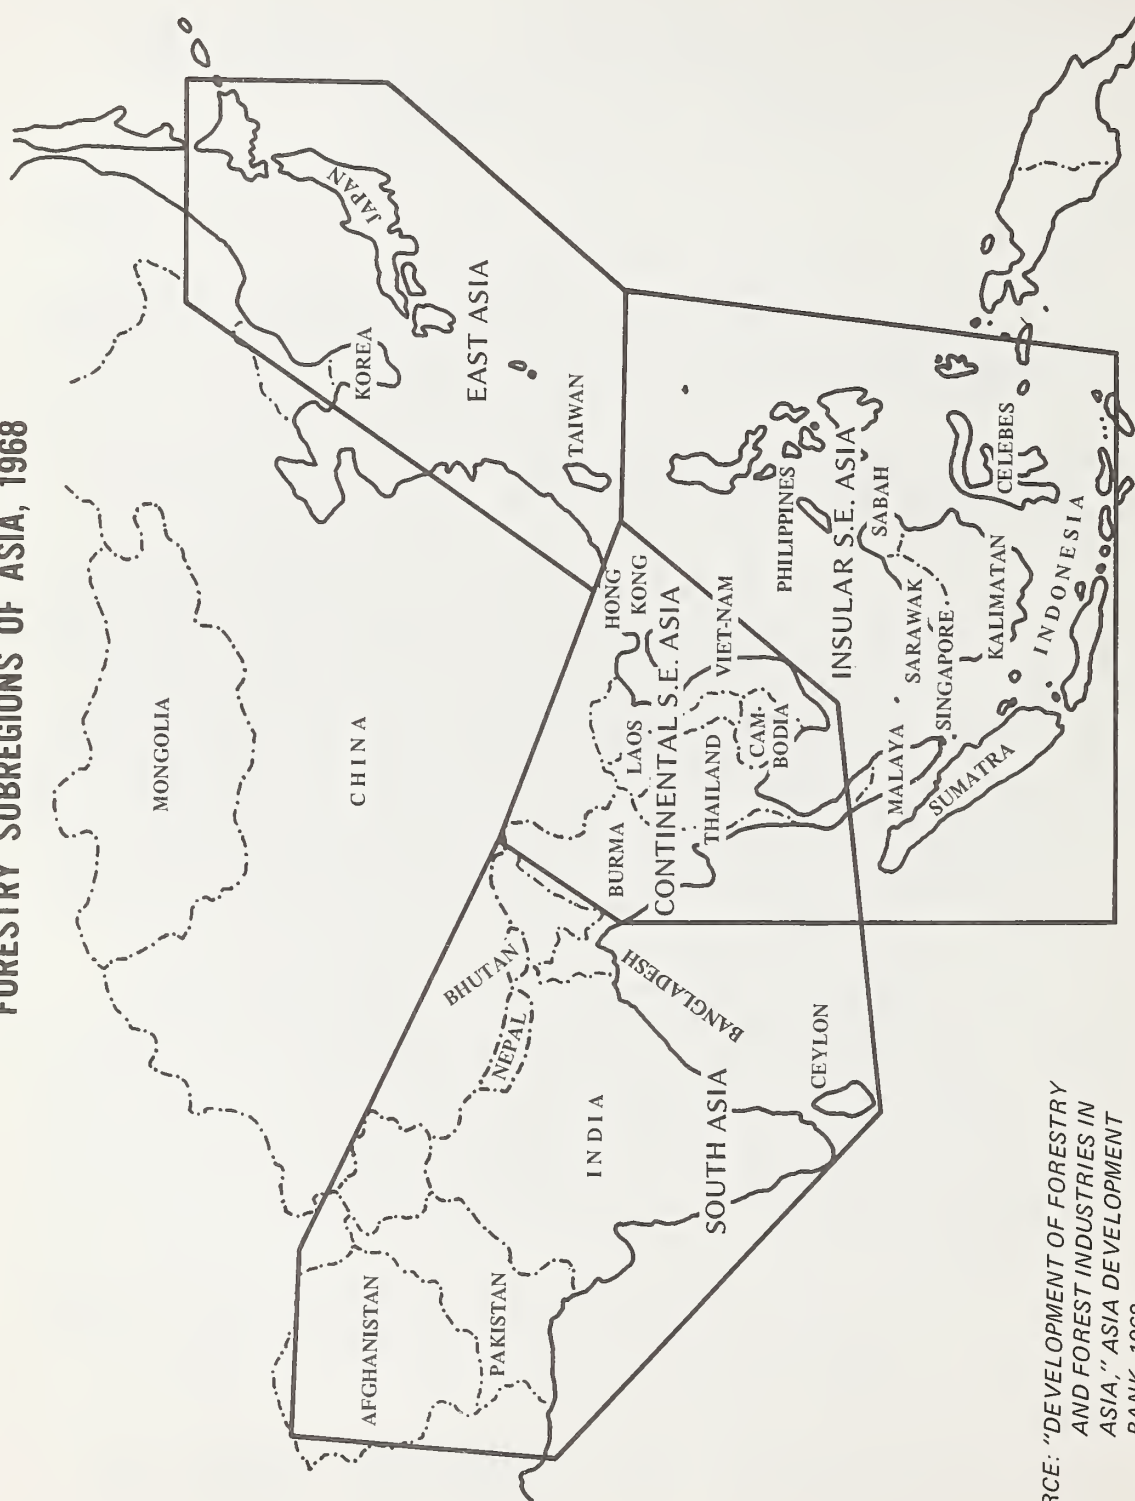 FORESTRY SUBREGIONS OF ASIA, 1968
MONGOLIA
CHINA
AFGHANISTAN
PAKISTAN
BHUTAN
NEPAL
INDIA
BANGLADESH
SOUTH ASIA
CEYLON
KOREA
JAPAN
EAST ASIA
TAIWAN
HONG
KONG
BURMA
LAOS
CONTINENTAL S.E. ASIA
THAILAND
VIET-NAM
CAM-
BODIA
PHILIPPINES
INSULAR S.E. ASIA
SABAH
MALAYA
SARAWAK
SINGAPORE
SUMATRA
KALIMATAN
CELEBES
INDONESIA
"DEVELOPMENT OF FORESTRY
AND FOREST INDUSTRIES IN
ASIA," ASIA DEVELOPMENT